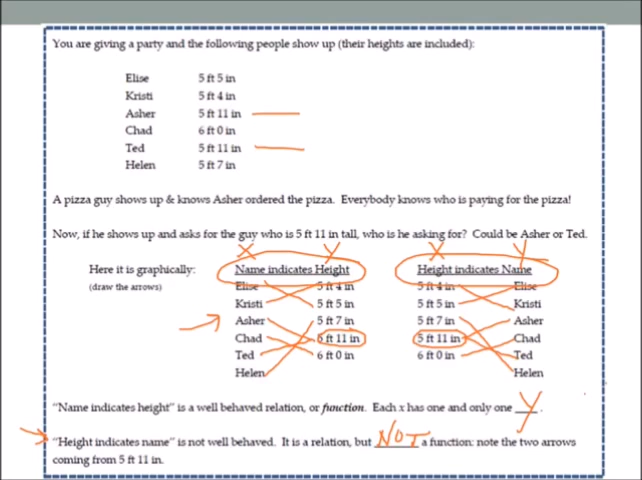 You are giving a party and the following people show up (their heights are included):
Elise 5 ft 5 in
Kristi 5 ft 4 in
Asher 5 ft 11 in
Chad 6 ft 0 in
Ted 5 ft 11 in
Helen 5 ft 7 in
A pizza guy shows up & knows Asher ordered the pizza. Everybody knows who is paying for the pizza!
Now, if he shows up and asks for the guy who is 5 ft 11 in tall, who is he asking for? Could be Asher or Ted.
X Y X Y
Here it is graphically: Name indicates Height Height indicates Name
(draw the arrows) Elise 5 ft 4 in 5 ft 4 in Elise
Kristi 5 ft 5 in 5 ft 5 in Kristi
Asher 5 ft 7 in 5 ft 7 in Asher
Chad 5 ft 11 in 5 ft 11 in Chad
Ted 6 ft 0 in 6 ft 0 in Ted
Helen Helen
"Name indicates height" is a well behaved relation, or function. Each x has one and only one Y.
"Height indicates name" is not well behaved. It is a relation, but NOT a function: note the two arrows
coming from 5 ft 11 in.